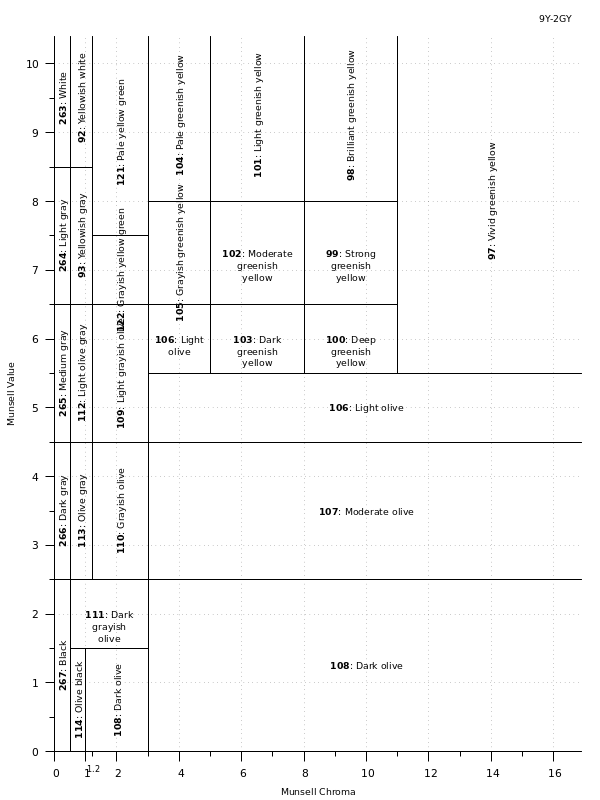 9Y-2GY
10
9
8
7
6
5
4
3
2
1
0
Munsell Value
263: White
92: Yellowish white
121: Pale yellow green
104: Pale greenish yellow
101: Light greenish yellow
98: Brilliant greenish yellow
97: Vivid greenish yellow
264: Light gray
93: Yellowish gray
122: Grayish yellow green
105: Grayish greenish yellow
102: Moderate
greenish
yellow
99: Strong
greenish
yellow
265: Medium gray
112: Light olive gray
109: Light grayish olive
106: Light
olive
103: Dark
greenish
yellow
100: Deep
greenish
yellow
106: Light olive
266: Dark gray
113: Olive gray
110: Grayish olive
107: Moderate olive
267: Black
111: Dark
grayish
olive
114: Olive black
108: Dark olive
108: Dark olive
0
1
1.2
2
4
6
8
10
12
14
16
Munsell Chroma